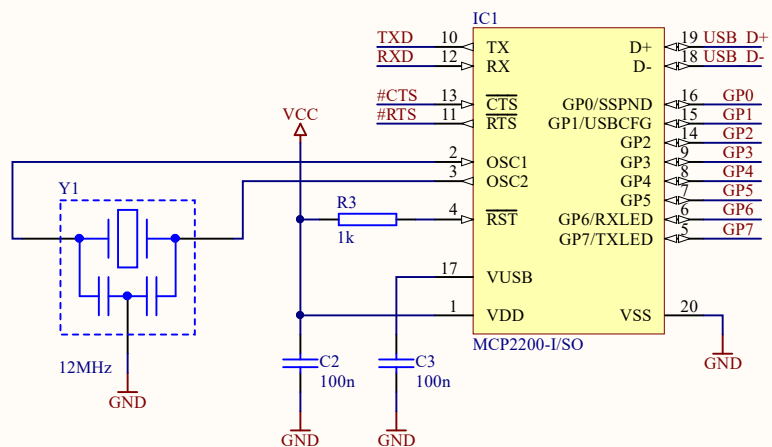 IC1
TXD 10 TX D+ 19 USB D+
RXD 12 RX D- 18 USB D-
#CTS 13 CTS GP0/SSPND 16 GP0
#RTS 11 RTS GP1/USBCFG 15 GP1
VCC
GP2 14 GP2
2 OSC1 GP3 9 GP3
3 OSC2 GP4 8 GP4
Y1
GP5 7 GP5
R3 4 RST GP6/RXLED 6 GP6
1k GP7/TXLED 5 GP7
17 VUSB
1 VDD VSS 20
MCP2200-I/SO
12MHz C2 C3 GND
100n 100n
GND
GND GND